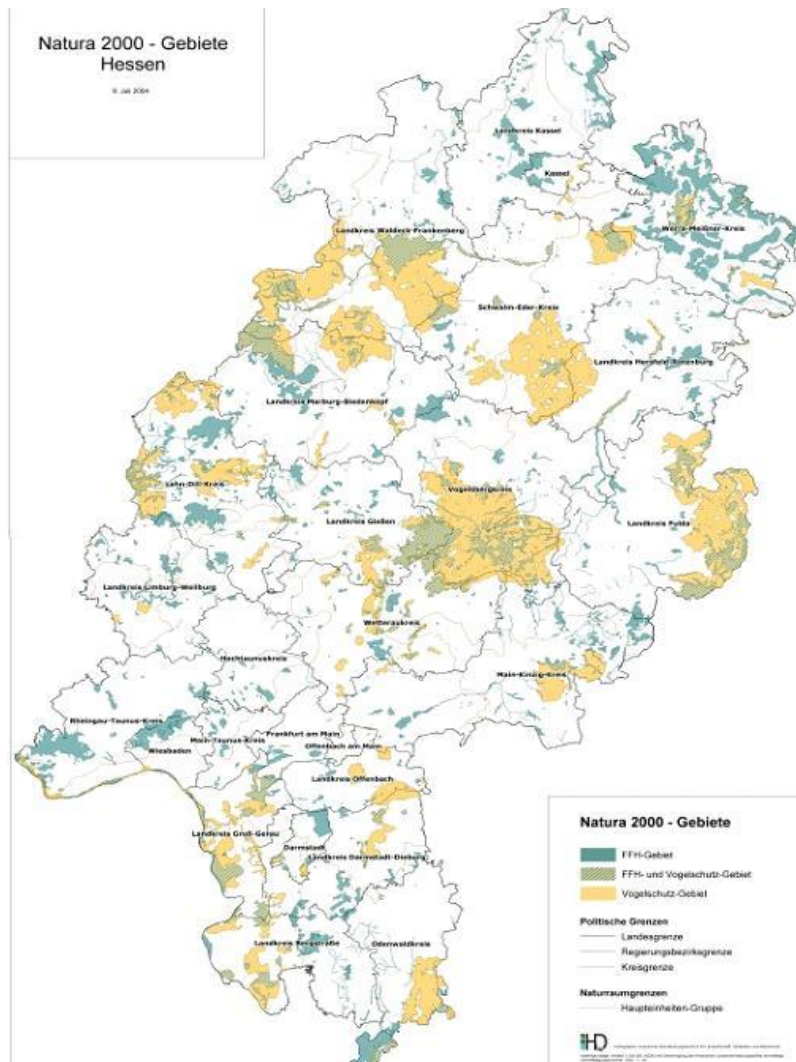 Natura 2000 - Gebiete
Hessen
9. Juli 2004
Landkreis Kassel
Kassel
Werra-Meißner-Kreis
Landkreis Waldeck-Frankenberg
Schwalm-Eder-Kreis
Landkreis Hersfeld-Rotenburg
Landkreis Marburg-Biedenkopf
Lahn-Dill-Kreis
Vogelsbergkreis
Landkreis Gießen
Landkreis Fulda
Landkreis Limburg-Weilburg
Wetteraukreis
Hochtaunuskreis
Main-Kinzig-Kreis
Rheingau-Taunus-Kreis
Wiesbaden
Main-Taunus-Kreis
Frankfurt am Main
Offenbach am Main
Landkreis Offenbach
Landkreis Groß-Gerau
Darmstadt
Landkreis Darmstadt-Dieburg
Landkreis Bergstraße
Odenwaldkreis
Natura 2000 - Gebiete
FFH-Gebiet
FFH- und Vogelschutz-Gebiet
Vogelschutz-Gebiet
Politische Grenzen
Landesgrenze
Regierungsbezirksgrenze
Kreisgrenze
Naturraumgrenzen
Haupteinheiten-Gruppe